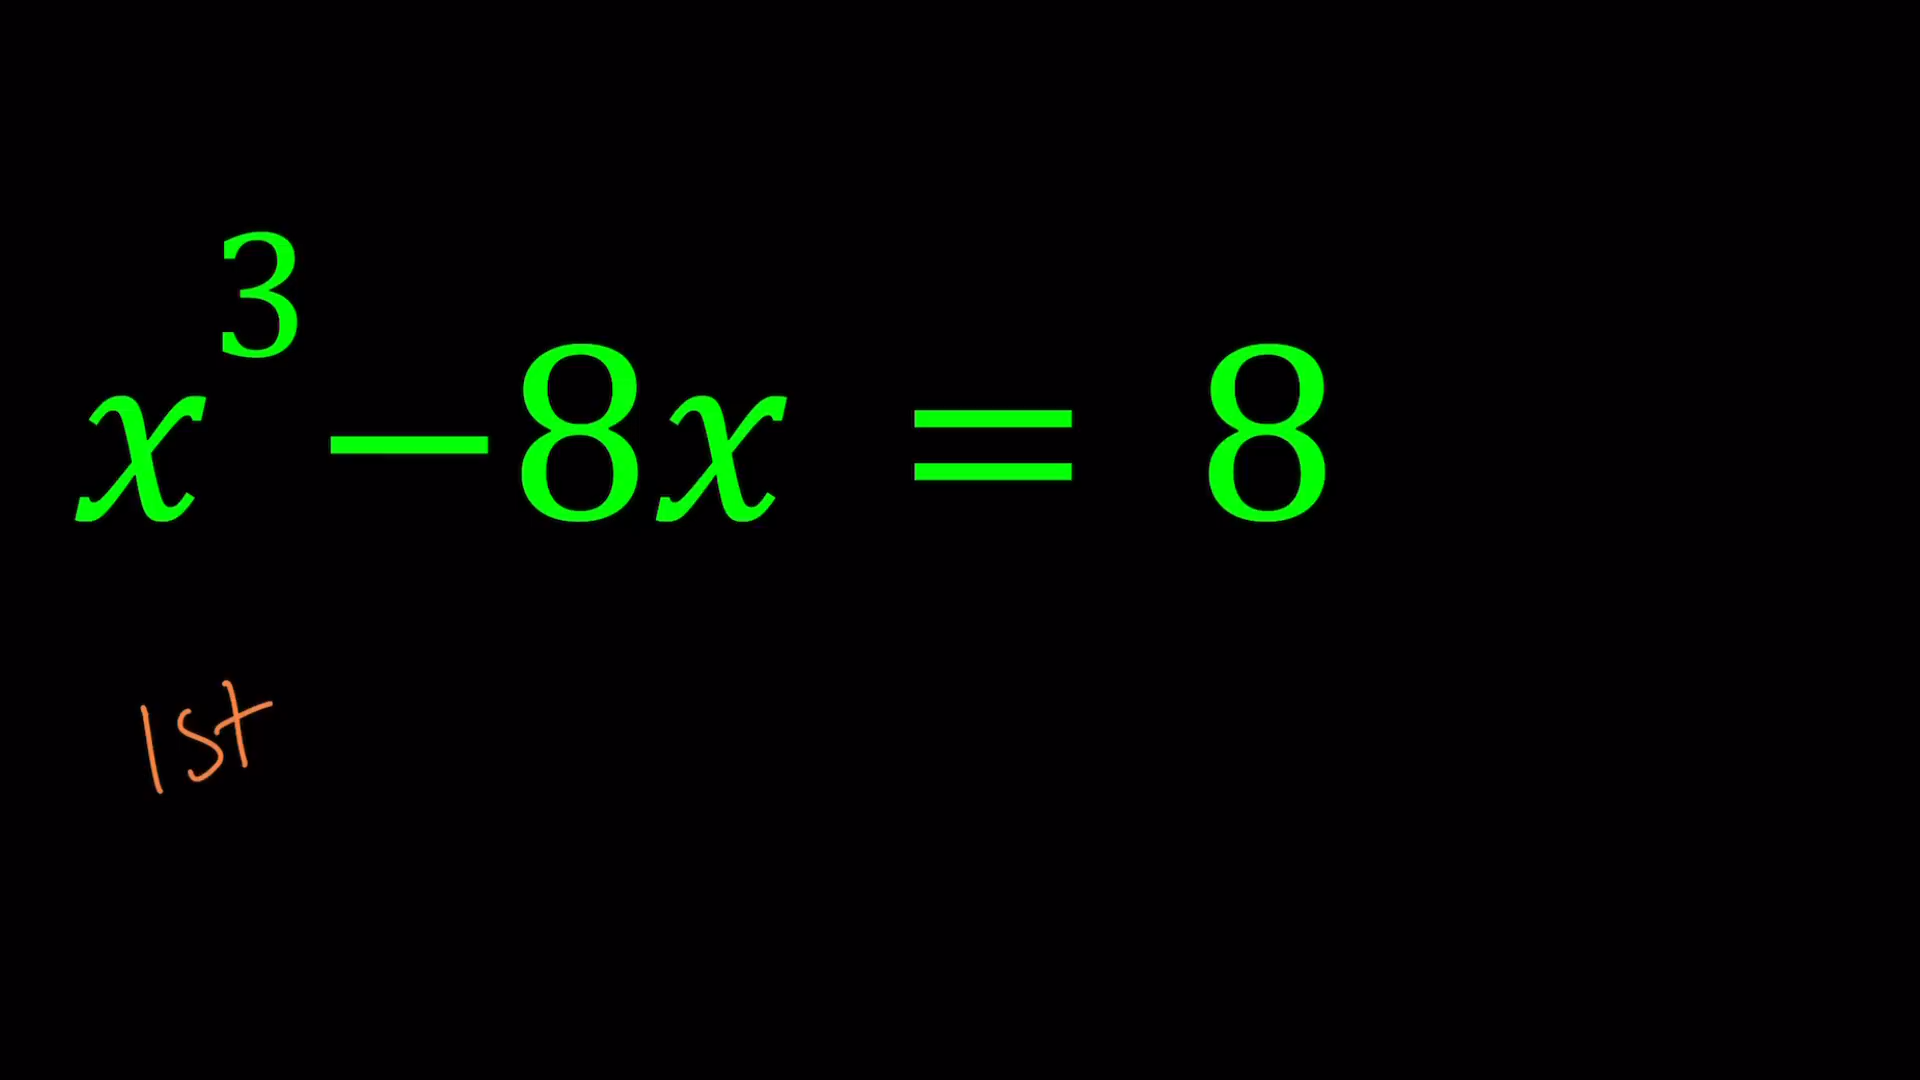 x³ − 8x = 8
1st